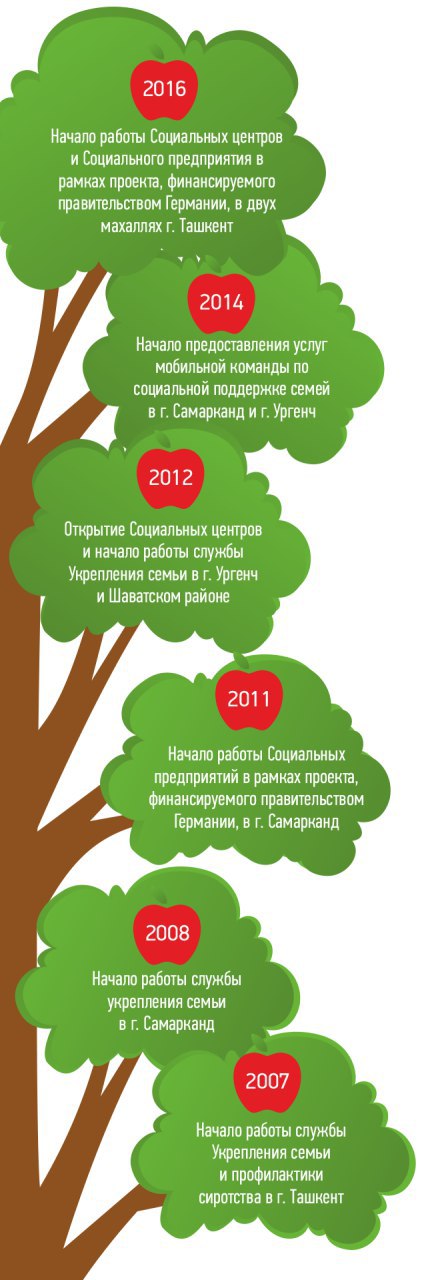 2016
Начало работы Социальных центров
и Социального предприятия в
рамках проекта, финансируемого
правительством Германии, в двух
махаллях г. Ташкент
2014
Начало предоставления услуг
мобильной команды по
социальной поддержке семей
в г. Самарканд и г. Ургенч
2012
Открытие Социальных центров
и начало работы службы
Укрепления семьи в г. Ургенч
и Шаватском районе
2011
Начало работы Социальных
предприятий в рамках проекта,
финансируемого правительством
Германии, в г. Самарканд
2008
Начало работы службы
укрепления семьи
в г. Самарканд
2007
Начало работы службы
Укрепления семьи
и профилактики
сиротства в г. Ташкент